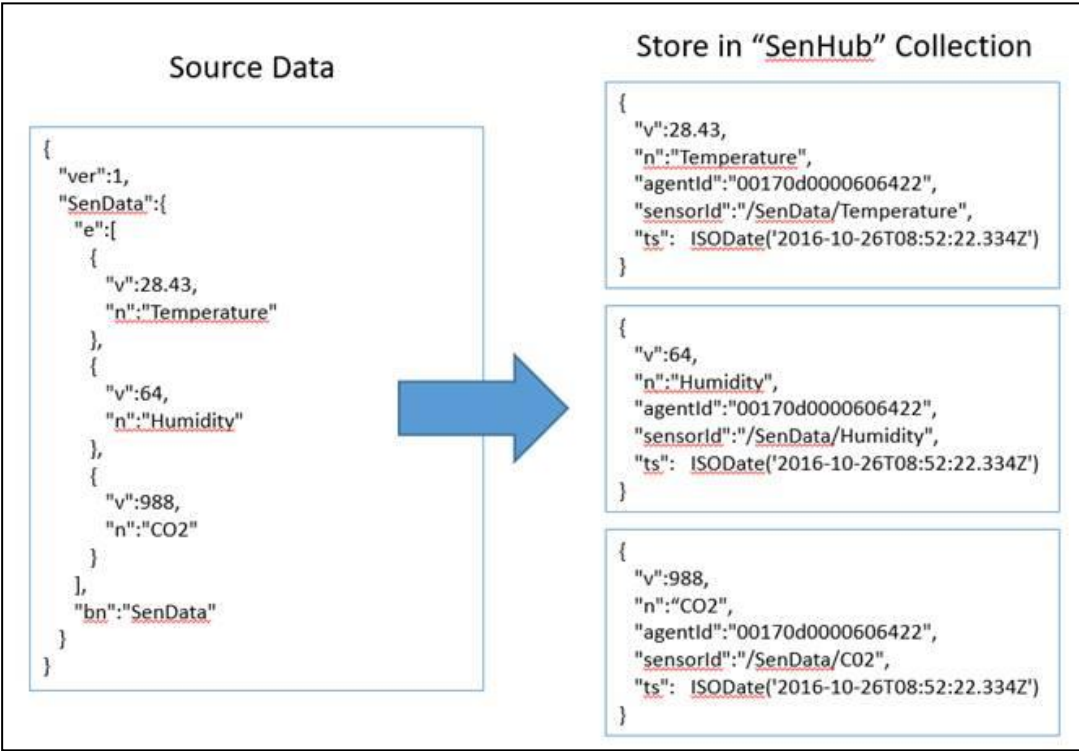 Source Data
{
"ver":1,
"SenData":{
"e":[
{
"v":28.43,
"n":"Temperature"
},
{
"v":64,
"n":"Humidity"
},
{
"v":988,
"n":"CO2"
}
],
"bn":"SenData"
}
}
Store in “SenHub” Collection
{
"v":28.43,
"n":"Temperature",
"agentId":"00170d0000606422",
"sensorId":"/SenData/Temperature",
"ts": ISODate('2016-10-26T08:52:22.334Z')
}
{
"v":64,
"n":"Humidity",
"agentId":"00170d0000606422",
"sensorId":"/SenData/Humidity",
"ts": ISODate('2016-10-26T08:52:22.334Z')
}
{
"v":988,
"n":“CO2",
"agentId":"00170d0000606422",
"sensorId":"/SenData/C02",
"ts": ISODate('2016-10-26T08:52:22.334Z')
}